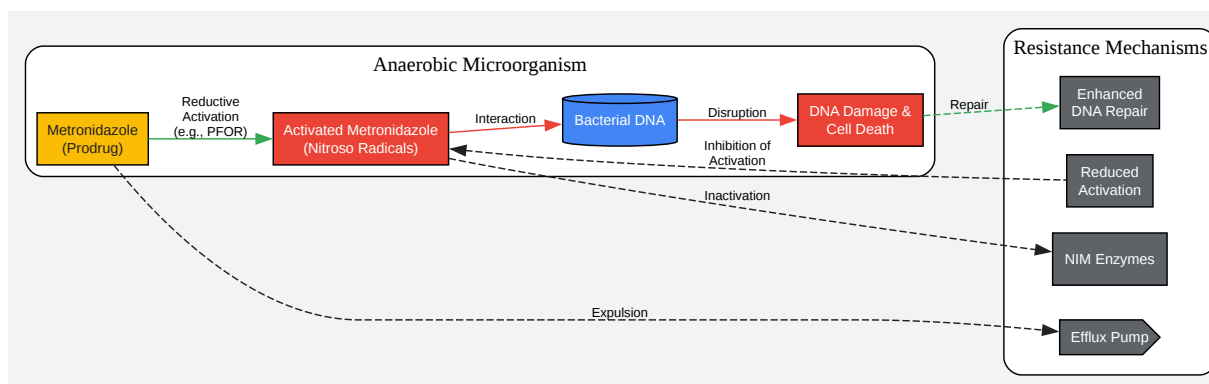 Anaerobic Microorganism
Resistance Mechanisms
Metronidazole
(Prodrug)
Reductive
Activation
(e.g., PFOR)
Activated Metronidazole
(Nitroso Radicals)
Interaction
Bacterial DNA
Disruption
DNA Damage &
Cell Death
Repair
Enhanced
DNA Repair
Inhibition of
Activation
Reduced
Activation
Inactivation
NIM Enzymes
Expulsion
Efflux Pump